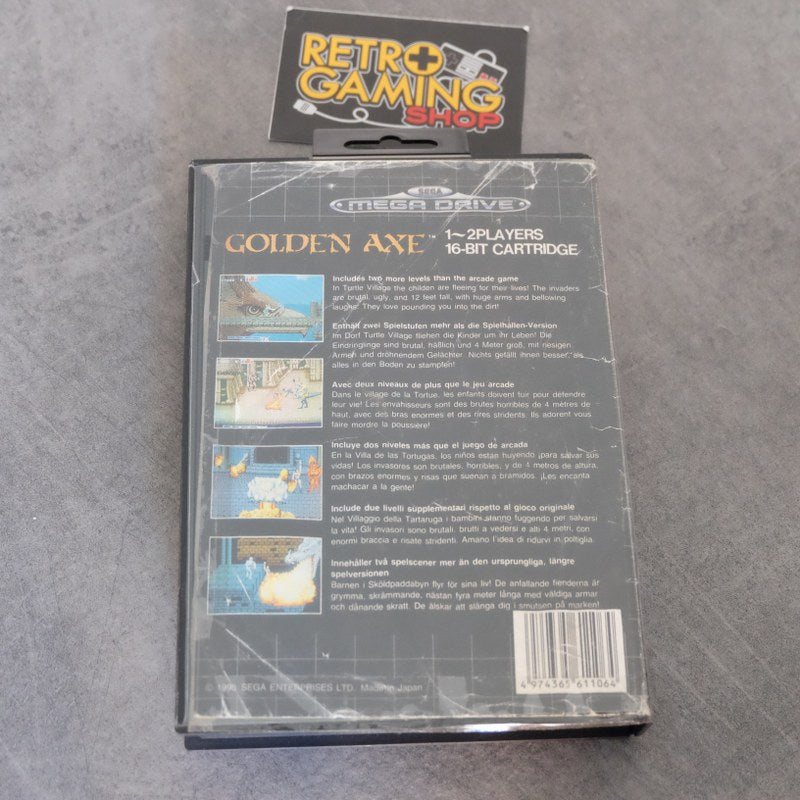 RETRO
GAMING
SHOP
SEGA
MEGA DRIVE
GOLDEN AXE™
1~2PLAYERS
16-BIT CARTRIDGE
Includes two more levels than the arcade game
In Turtle Village the childen are fleeing for their lives! The invaders
are brutal, ugly, and 12 feet tall, with huge arms and bellowing
laughs. They love pounding you into the dirt!
Enthält zwei Spielstufen mehr als die Spielhallen-Version
Im Dorf Turtle Village fliehen die Kinder um ihr Leben! Die
Eindringlinge sind brutal, häßlich und 4 Meter groß, mit riesigen
Armen und dröhnendem Gelächter. Nichts gefällt ihnen besser, als
alles in den Boden zu stampfen!
Avec deux niveaux de plus que le jeu arcade
Dans le village de la Tortue, les enfants doivent fuir pour défendre
leur vie! Les envahisseurs sont des brutes horribles de 4 mètres de
haut, avec des bras énormes et des rires stridents. Ils adorent vous
faire mordre la poussière!
Incluye dos niveles más que el juego de arcada
En la Villa de las Tortugas, los niños están huyendo ¡para salvar sus
vidas! Los invasores son brutales, horribles, y de 4 metros de altura,
con brazos enormes y risas que suenan a bramidos. ¡Les encanta
machacar a la gente!
Include due livelli supplementari rispetto al gioco originale
Nel Villaggio della Tartaruga i bambini stanno fuggendo per salvarsi
la vita! Gli invasori sono brutali, brutti a vedersi e alti 4 metri, con
enormi braccia e risate stridenti. Amano l'idea di ridurvi in poltiglia.
Innehåller två spelscener mer än den ursprungliga, längre
spelversionen
Barnen i Sköldpaddabyn flyr för sina liv! De anfallande fienderna är
grymma, skrämmande, nästan fyra meter långa med väldiga armar
och dånande skratt. De älskar att slänga dig i smutsen på marken!
© 1990 SEGA ENTERPRISES LTD. Made in Japan
4 974365 611064